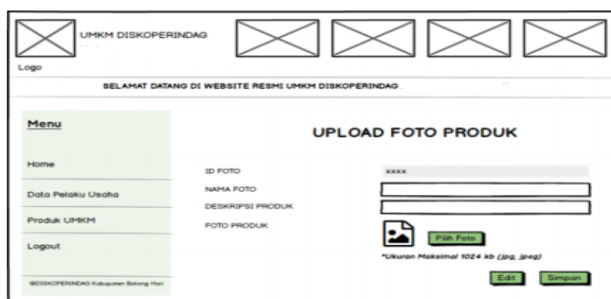 UMKM DISKOPERINDAG
Logo
SELAMAT DATANG DI WEBSITE RESMI UMKM DISKOPERINDAG .
Menu
Home
Data Pelaku Usaha
Produk UMKM
Logout
@DISKOPERINDAG Kabupaten Batang Hari
UPLOAD FOTO PRODUK
ID FOTO
xxxx
NAMA FOTO
DESKRIPSI PRODUK
FOTO PRODUK
Pilih Foto
*Ukuran Maksimal 1024 kb (jpg, jpeg)
Edit
Simpan